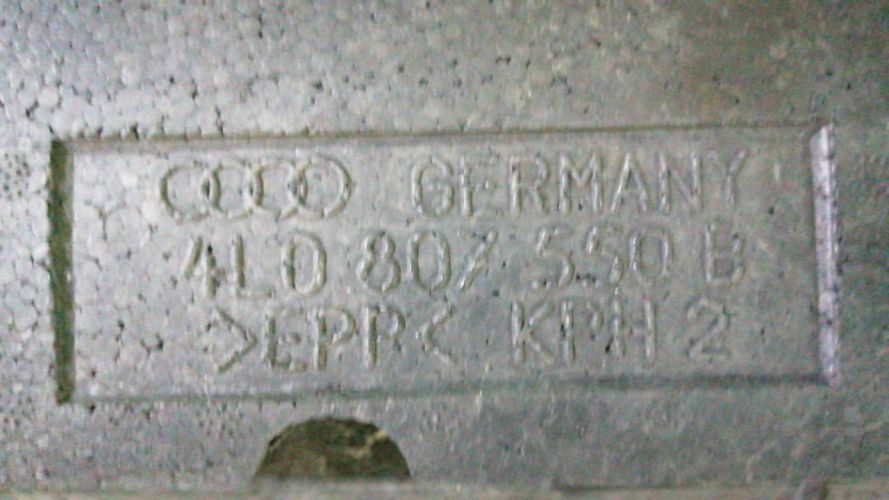 GERMANY
4L0 807 550 B
>EPP< KPH 2